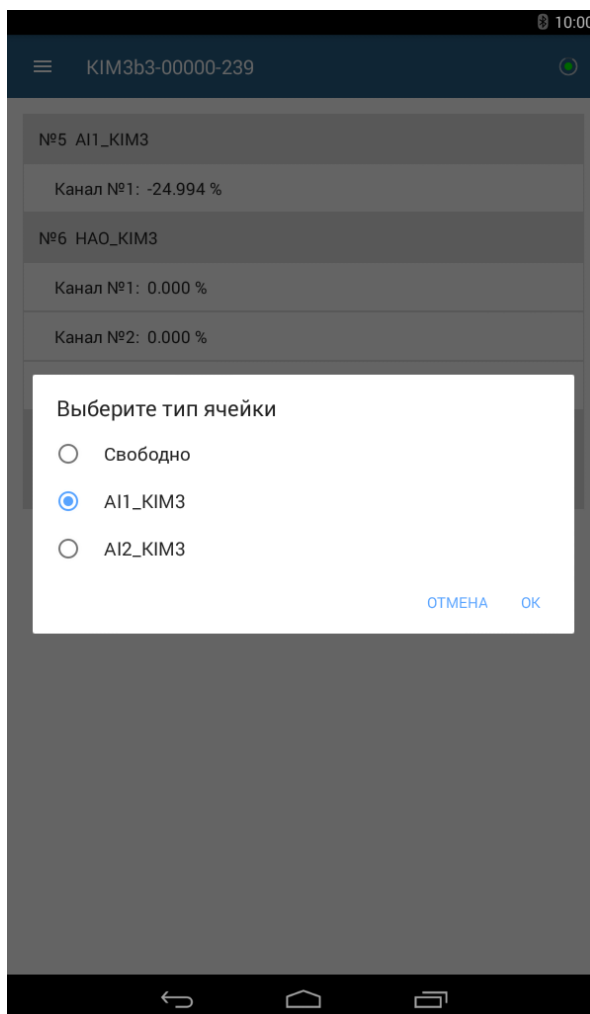 10:00
KIM3b3-00000-239
№5 AI1_KIM3
Канал №1: -24.994 %
№6 HAO_KIM3
Канал №1: 0.000 %
Канал №2: 0.000 %
Выберите тип ячейки
Свободно
AI1_KIM3
AI2_KIM3
ОТМЕНА OK